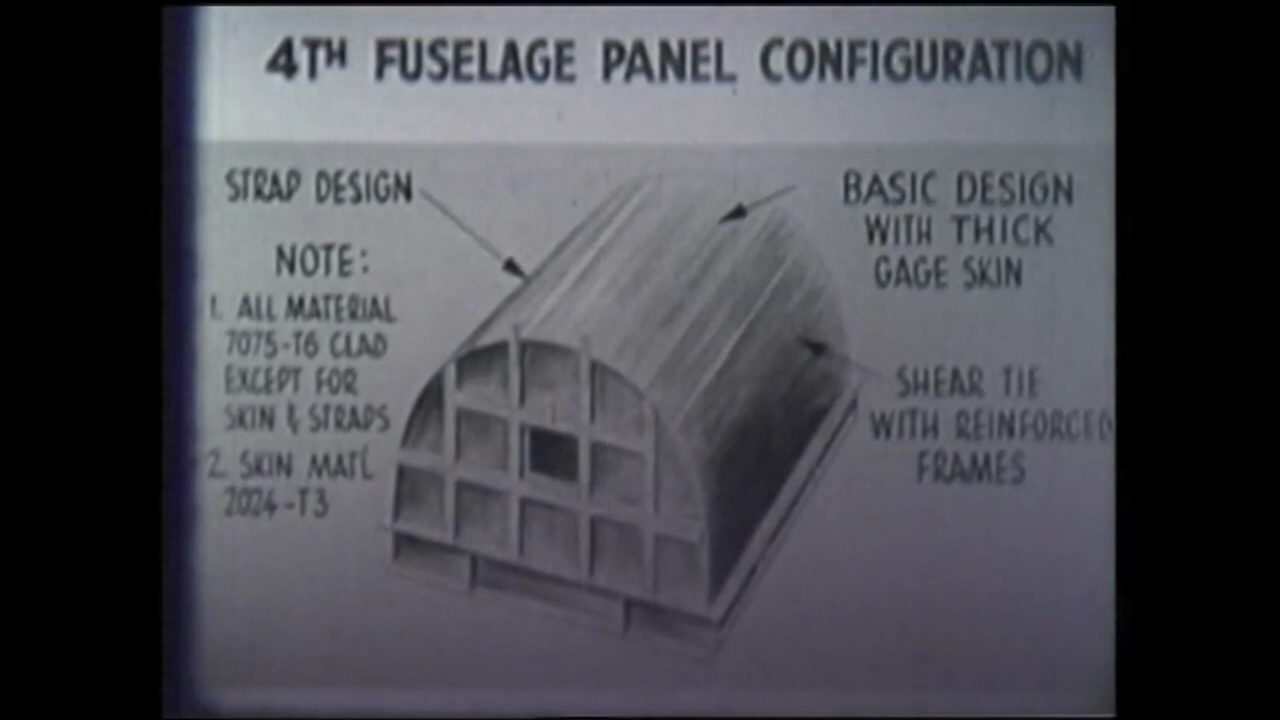 4TH FUSELAGE PANEL CONFIGURATION
STRAP DESIGN
NOTE:
1. ALL MATERIAL
7075-T6 CLAD
EXCEPT FOR
SKIN & STRAPS
2. SKIN MAT'L
2024-T3
BASIC DESIGN
WITH THICK
GAGE SKIN
SHEAR TIE
WITH REINFORCED
FRAMES